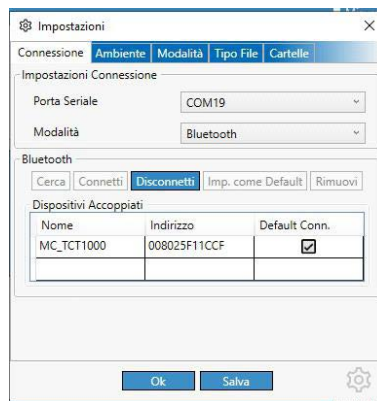 Impostazioni
Connessione Ambiente Modalità Tipo File Cartelle
Impostazioni Connessione
Porta Seriale COM19
Modalità Bluetooth
Bluetooth
Cerca Connetti Disconnetti Imp. come Default Rimuovi
Dispositivi Accoppiati
Nome Indirizzo Default Conn.
MC_TCT1000 008025F11CCF
Ok Salva